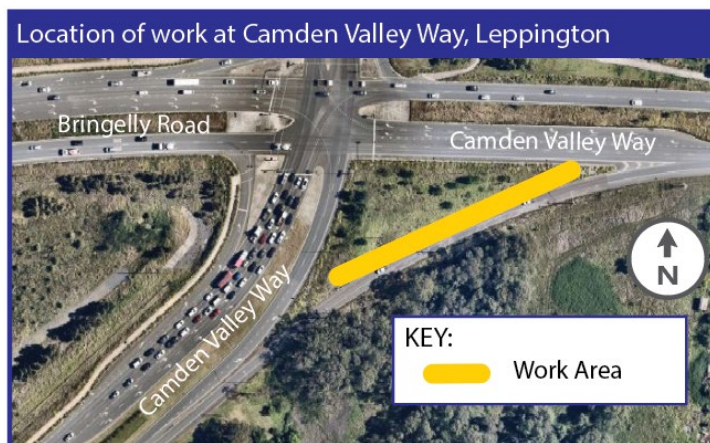 Location of work at Camden Valley Way, Leppington
Bringelly Road
Camden Valley Way
Camden Valley Way
N
KEY:
Work Area